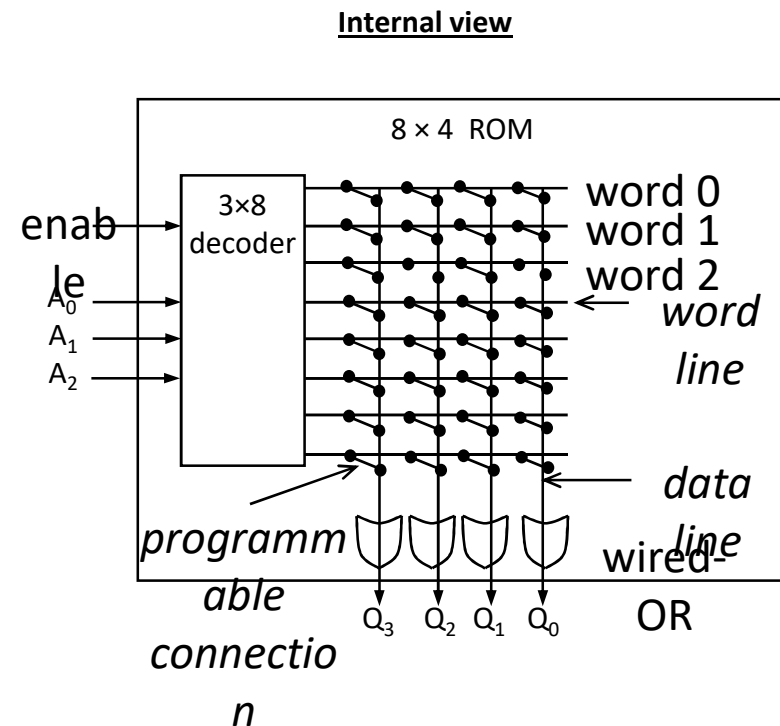 Internal view
8 × 4 ROM
3×8
decoder
enab
le
A₀
A₁
A₂
word 0
word 1
word 2
word
line
data
line
wired-
OR
programm
able
connectio
n
Q₃ Q₂ Q₁ Q₀